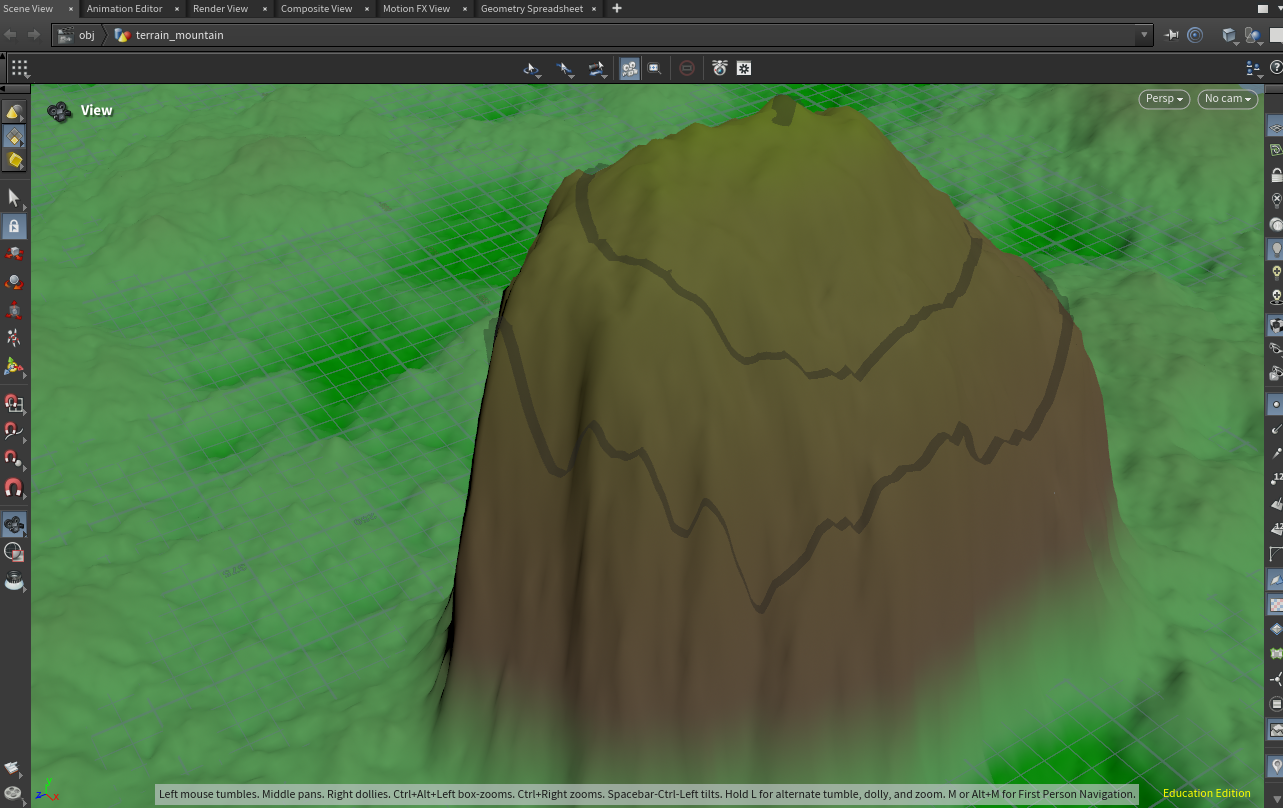 Scene View × Animation Editor × Render View × Composite View × Motion FX View × Geometry Spreadsheet × +
obj terrain_mountain
View
Persp No cam
Left mouse tumbles. Middle pans. Right dollies. Ctrl+Alt+Left box-zooms. Ctrl+Right zooms. Spacebar-Ctrl-Left tilts. Hold L for alternate tumble, dolly, and zoom. M or Alt+M for First Person Navigation.
Education Edition